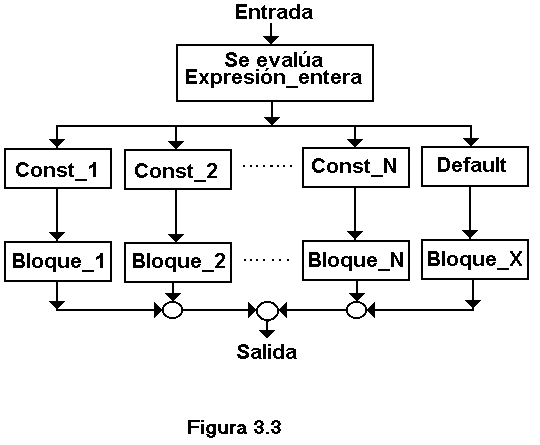 Entrada
Se evalúa
Expresión_entera
Const_1 Const_2 ········ Const_N Default
Bloque_1 Bloque_2 ······· Bloque_N Bloque_X
Salida
Figura 3.3